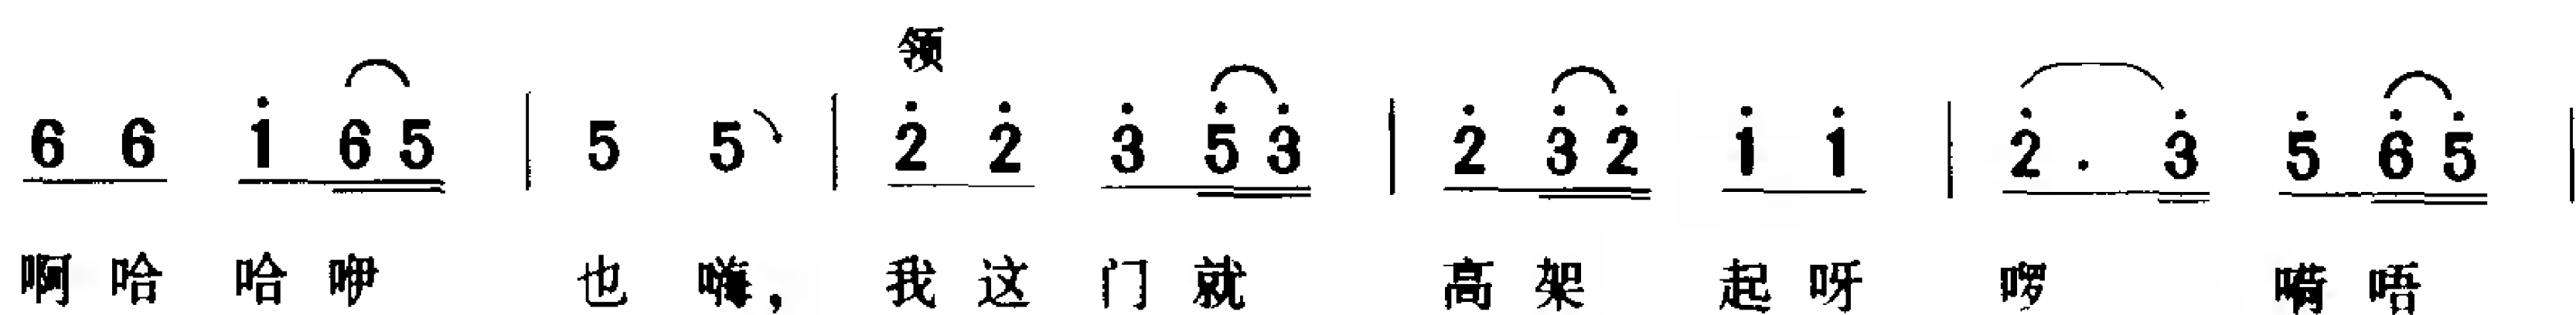 领
6 6 1 6 5 | 5 5 | 2 2 3 5 3 | 2 3 2 1 1 | 2 . 3 5 6 5 |
啊 哈 哈 咿 也 嗨, 我 这 门 就 高 架 起 呀 啰 嗬 唔